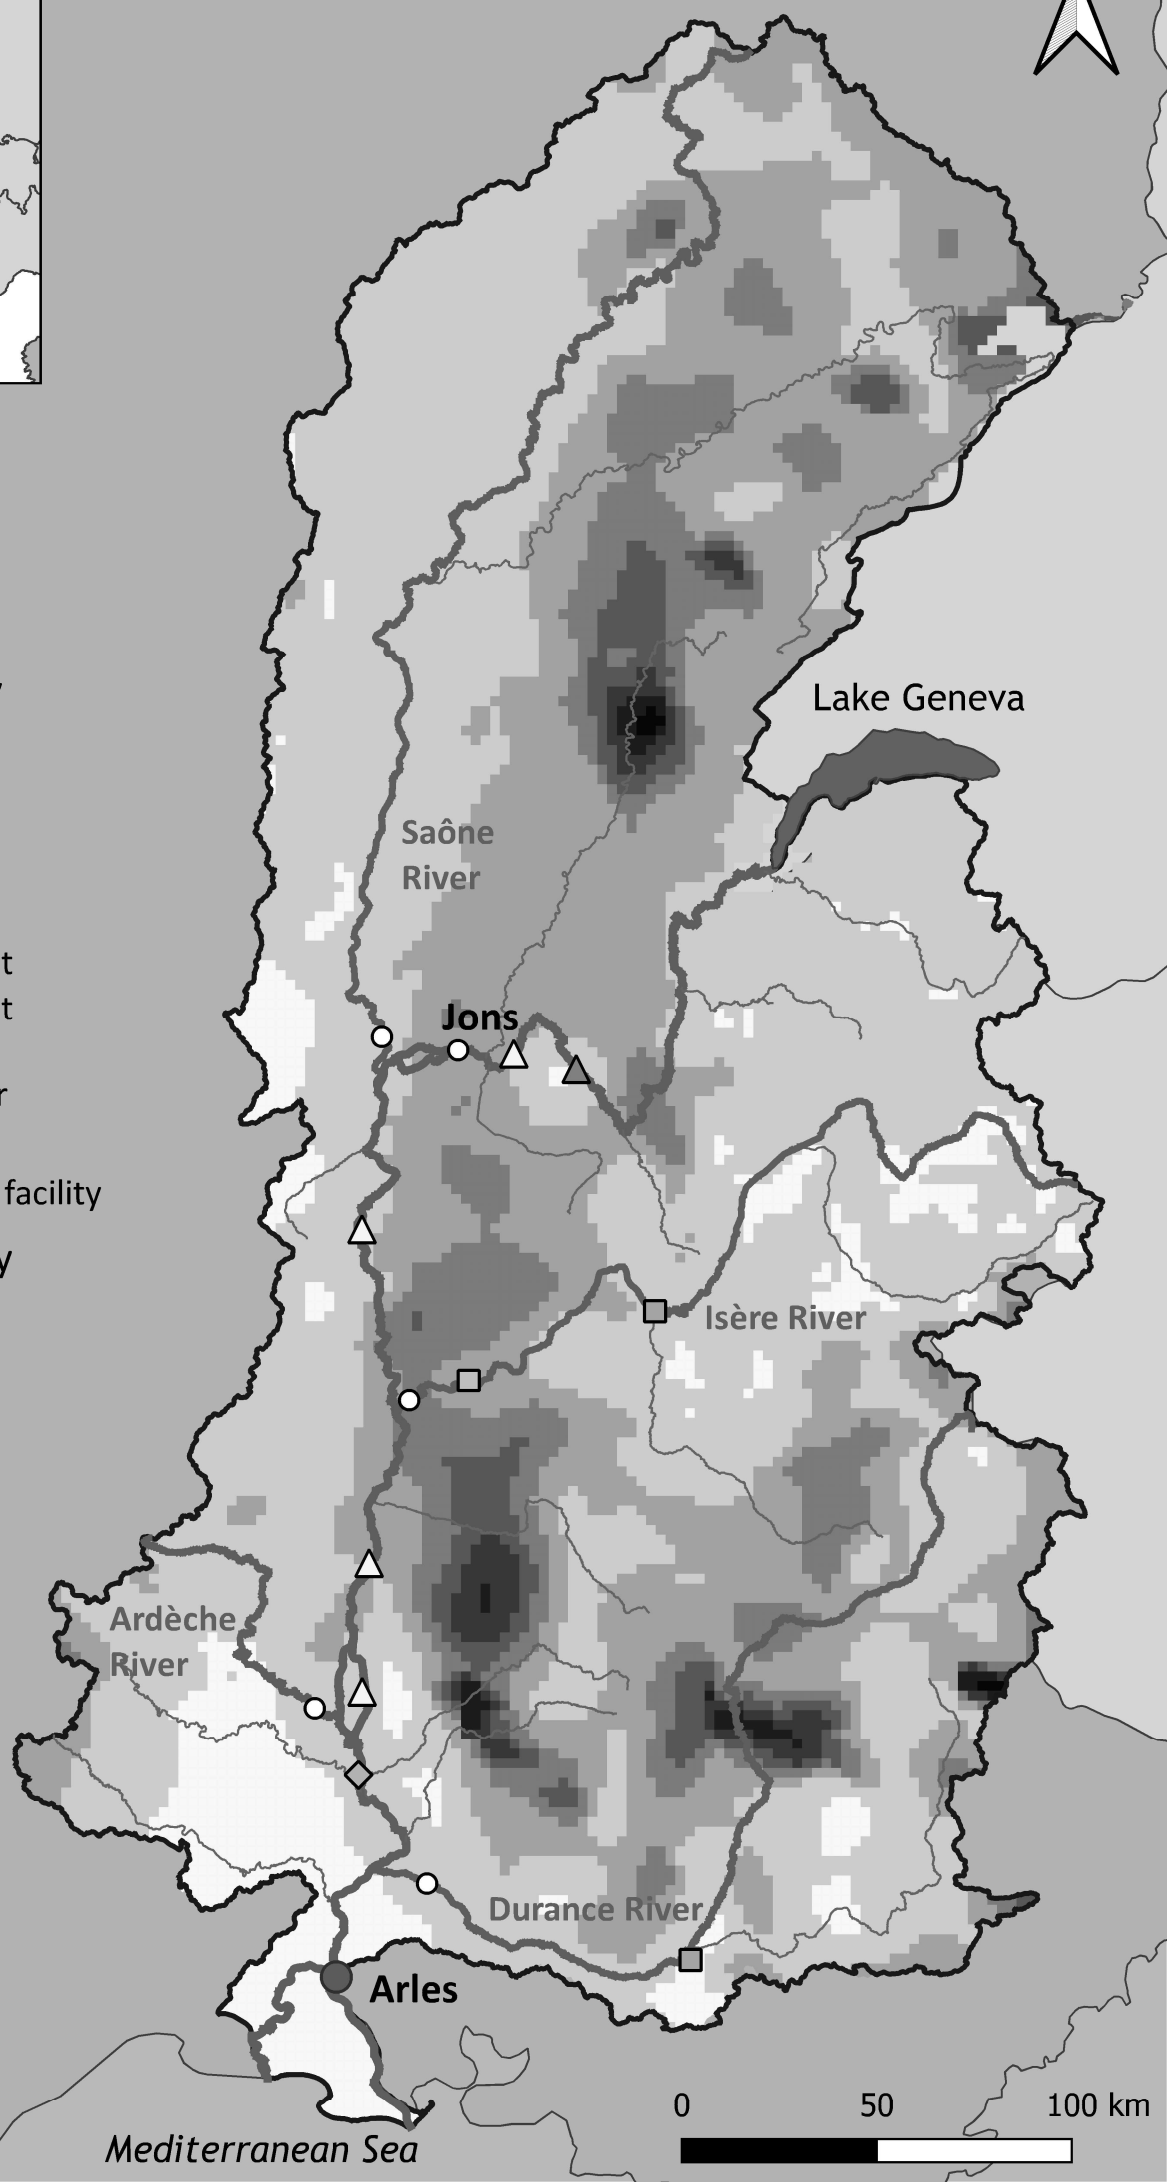 Lake Geneva
Saône
River
t
Jons
t
r
facility
y
Isère River
Ardèche
River
Durance River
Arles
0 50 100 km
Mediterranean Sea